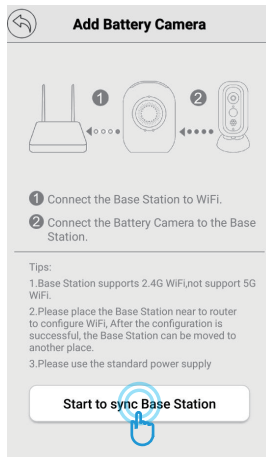 Add Battery Camera
1
2
1 Connect the Base Station to WiFi.
2 Connect the Battery Camera to the Base
Station.
Tips:
1.Base Station supports 2.4G WiFi,not support 5G
WiFi.
2.Please place the Base Station near to router
to configure WiFi, After the configuration is
successful, the Base Station can be moved to
another place.
3.Please use the standard power supply
Start to sync Base Station